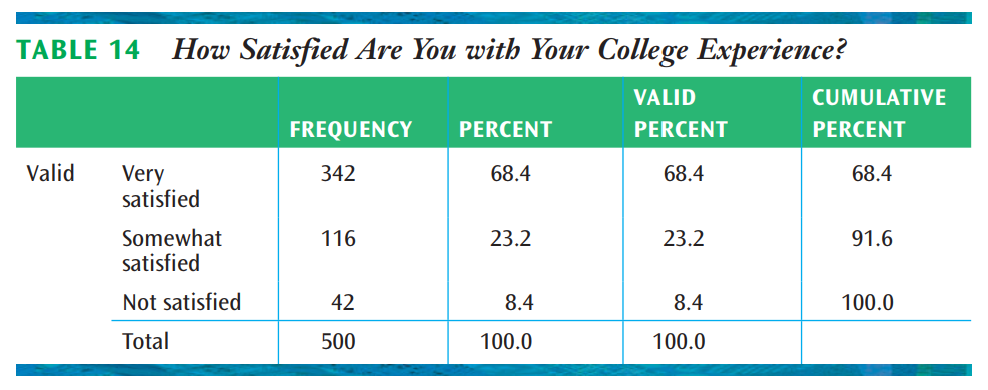 TABLE 14 How Satisfied Are You with Your College Experience?
FREQUENCY PERCENT VALID PERCENT CUMULATIVE PERCENT
Valid Very satisfied 342 68.4 68.4 68.4
Somewhat satisfied 116 23.2 23.2 91.6
Not satisfied 42 8.4 8.4 100.0
Total 500 100.0 100.0